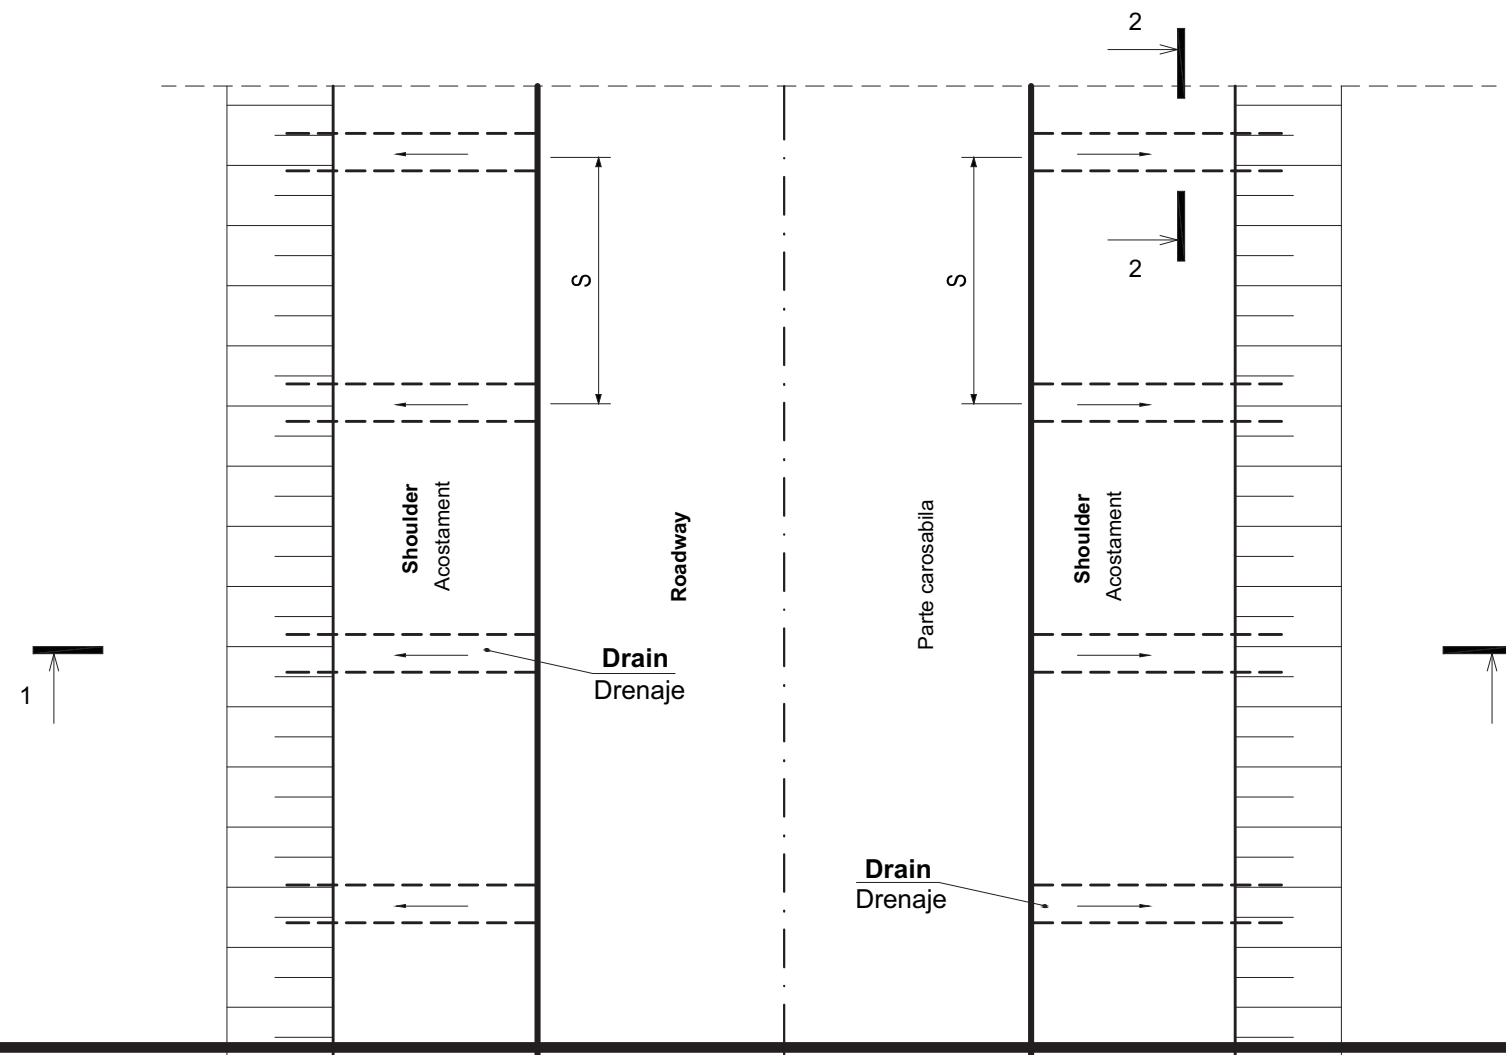 2
2
S
S
Shoulder
Acostament
Roadway
Parte carosabila
Shoulder
Acostament
1
Drain
Drenaje
Drain
Drenaje